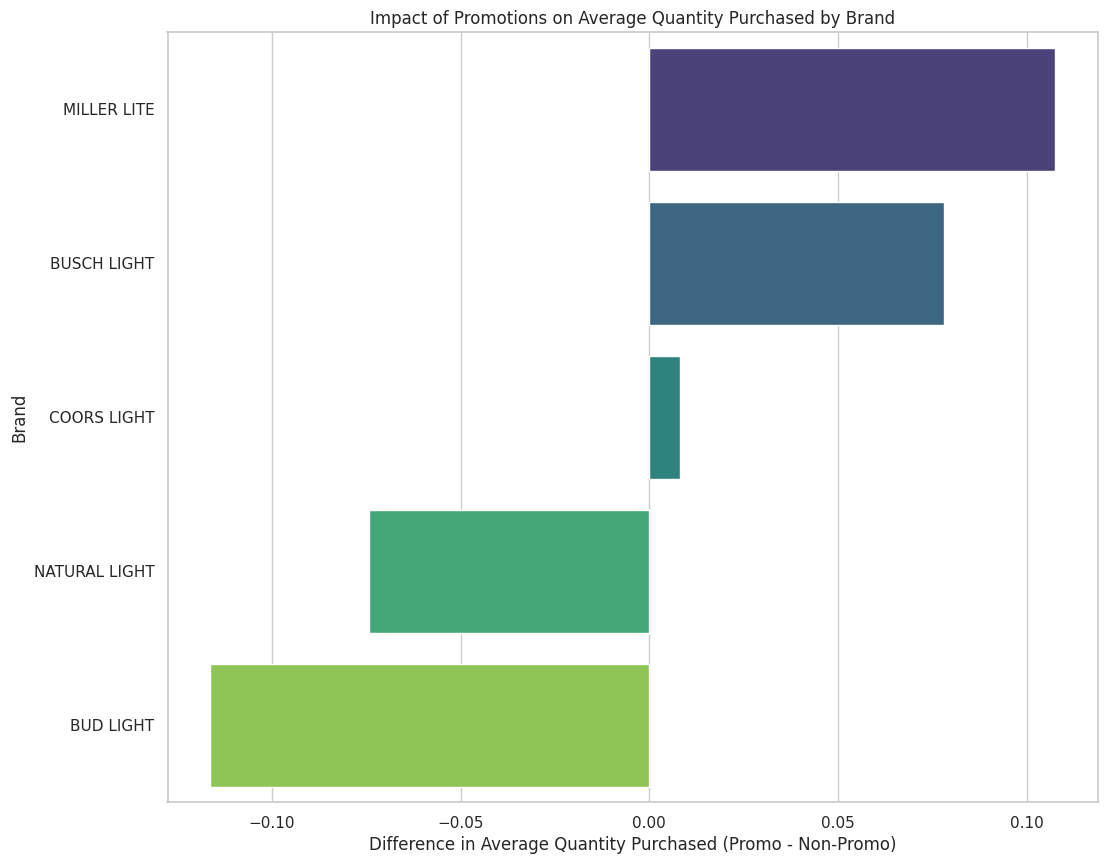 Impact of Promotions on Average Quantity Purchased by Brand
MILLER LITE
BUSCH LIGHT
COORS LIGHT
NATURAL LIGHT
BUD LIGHT
Brand
−0.10
−0.05
0.00
0.05
0.10
Difference in Average Quantity Purchased (Promo - Non-Promo)